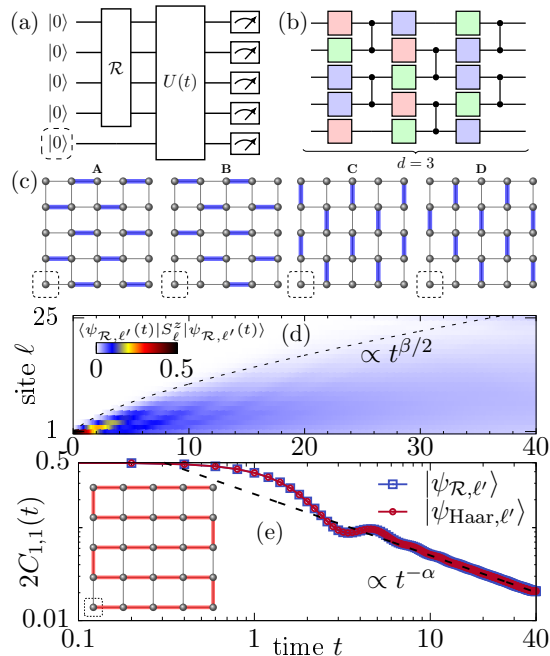 (a)
|0⟩
|0⟩
|0⟩
|0⟩
|0⟩
ℛ
U(t)
(b)
d = 3
(c)
A B C D
25
site ℓ
1
⟨ψ_{ℛ,ℓ′}(t)|S^z_ℓ|ψ_{ℛ,ℓ′}(t)⟩
0 0.5
(d)
∝ t^{β/2}
0 10 20 30 40
0.5
2C_{1,1}(t)
0.01
|ψ_{ℛ,ℓ′}⟩
|ψ_{Haar,ℓ′}⟩
(e)
∝ t^{−α}
0.1 1 10 40
time t